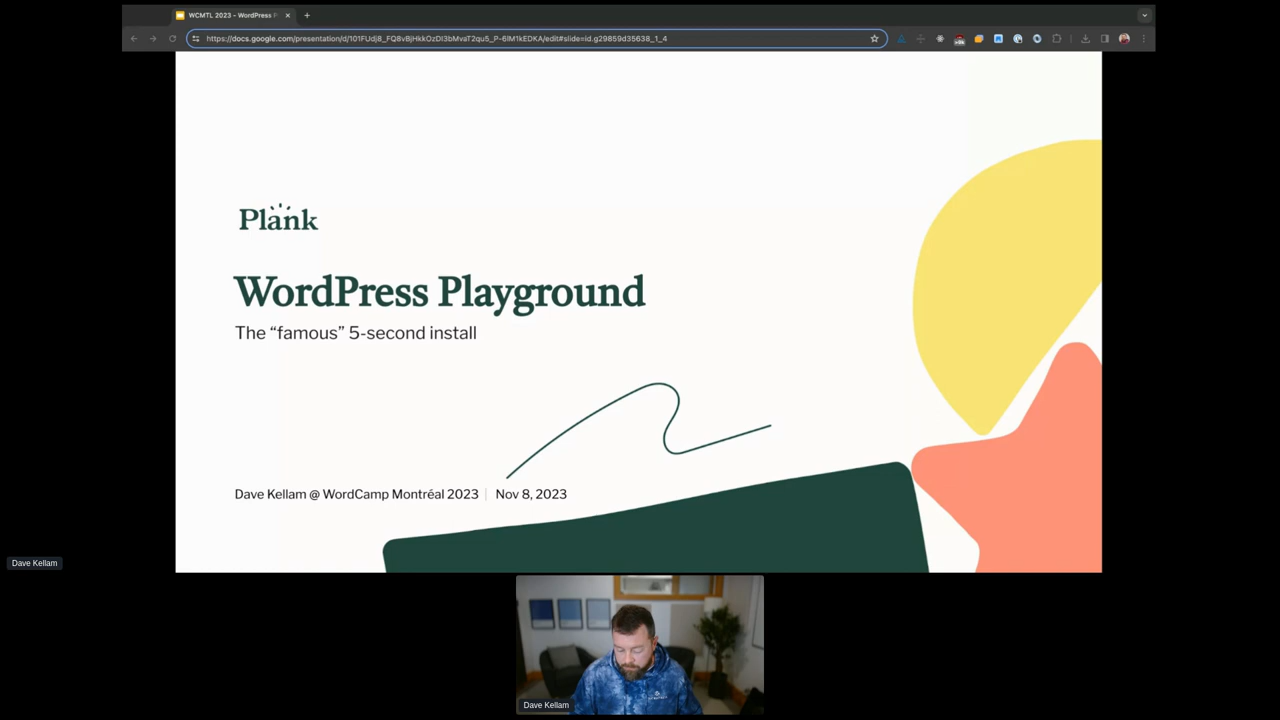 WCMTL 2023 - WordPress P
https://docs.google.com/presentation/d/101FUdj8_FQ8vBjHkkOzDI3bMvaT2qu5_P-6lM1kEDKA/edit#slide=id.g29859d35638_1_4
Plank
WordPress Playground
The “famous” 5-second install
Dave Kellam @ WordCamp Montréal 2023 | Nov 8, 2023
Dave Kellam
Dave Kellam